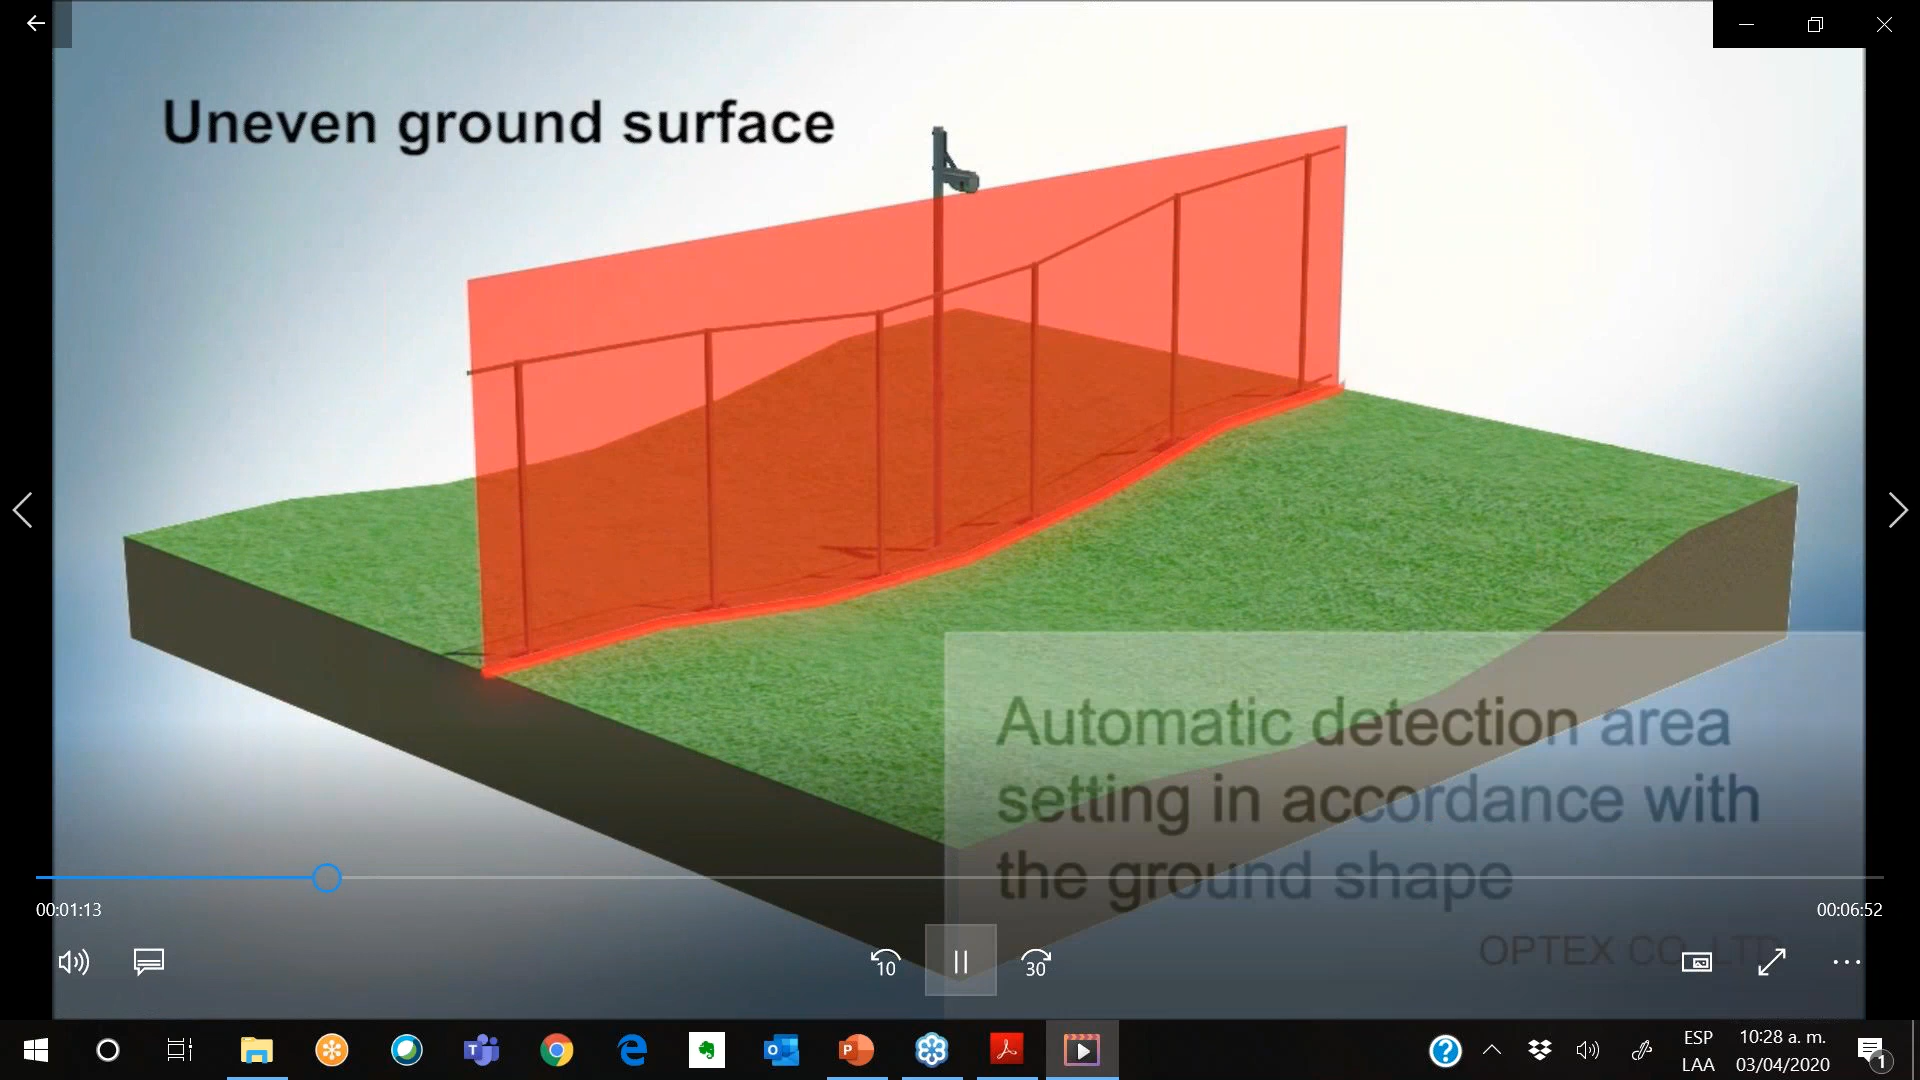 Uneven ground surface
Automatic detection area
setting in accordance with
the ground shape
00:01:13
00:06:52
OPTEX CO.,LTD
10
30
ESP
LAA
10:28 a. m.
03/04/2020
1